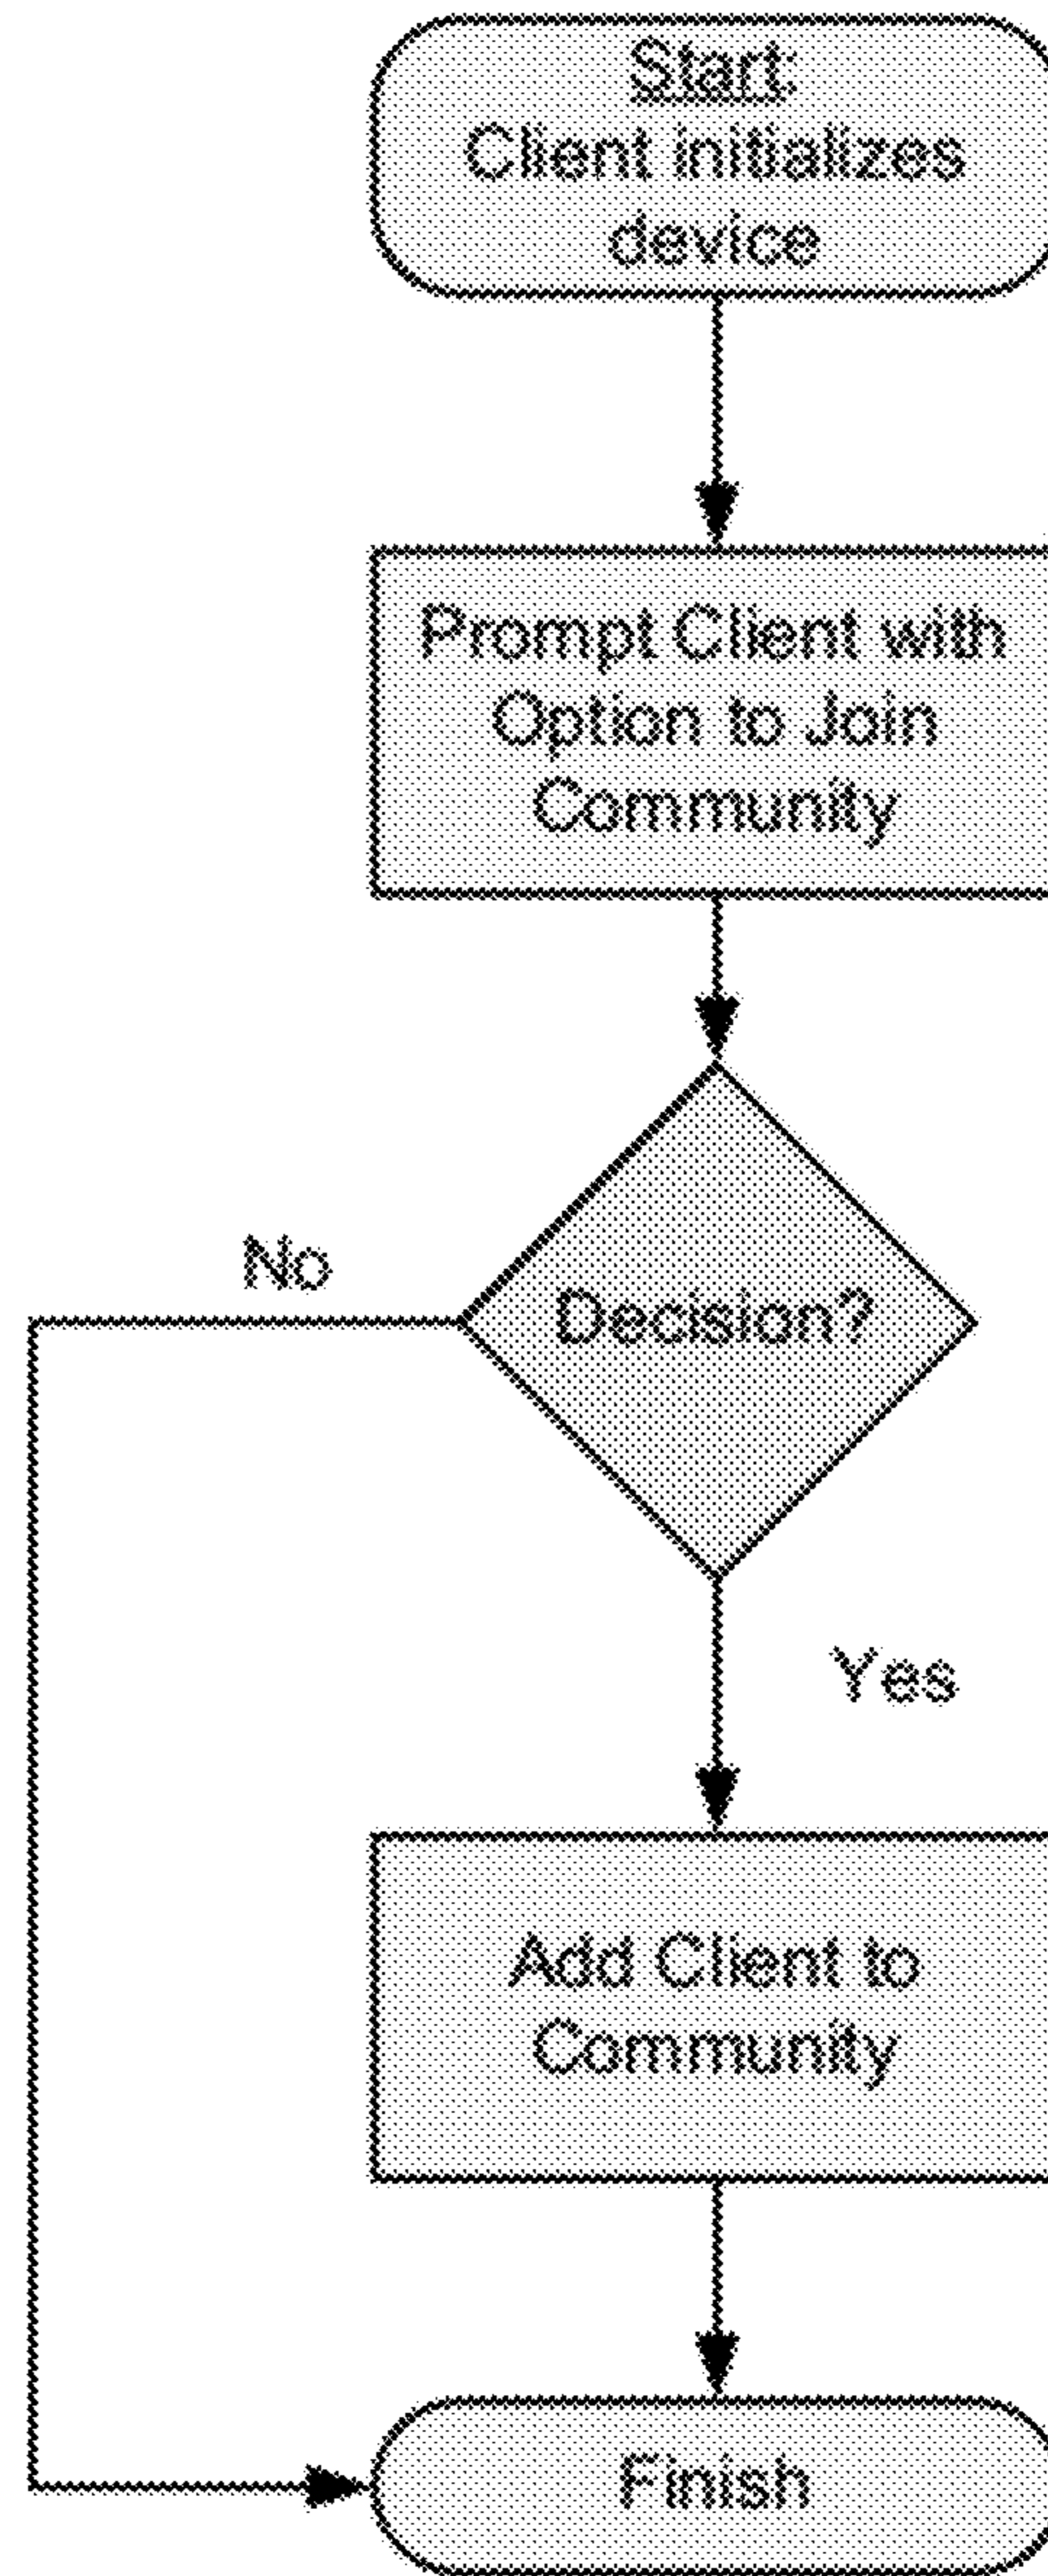 Start:
Client initializes
device
Prompt Client with
Option to Join
Community
No
Decision?
Yes
Add Client to
Community
Finish